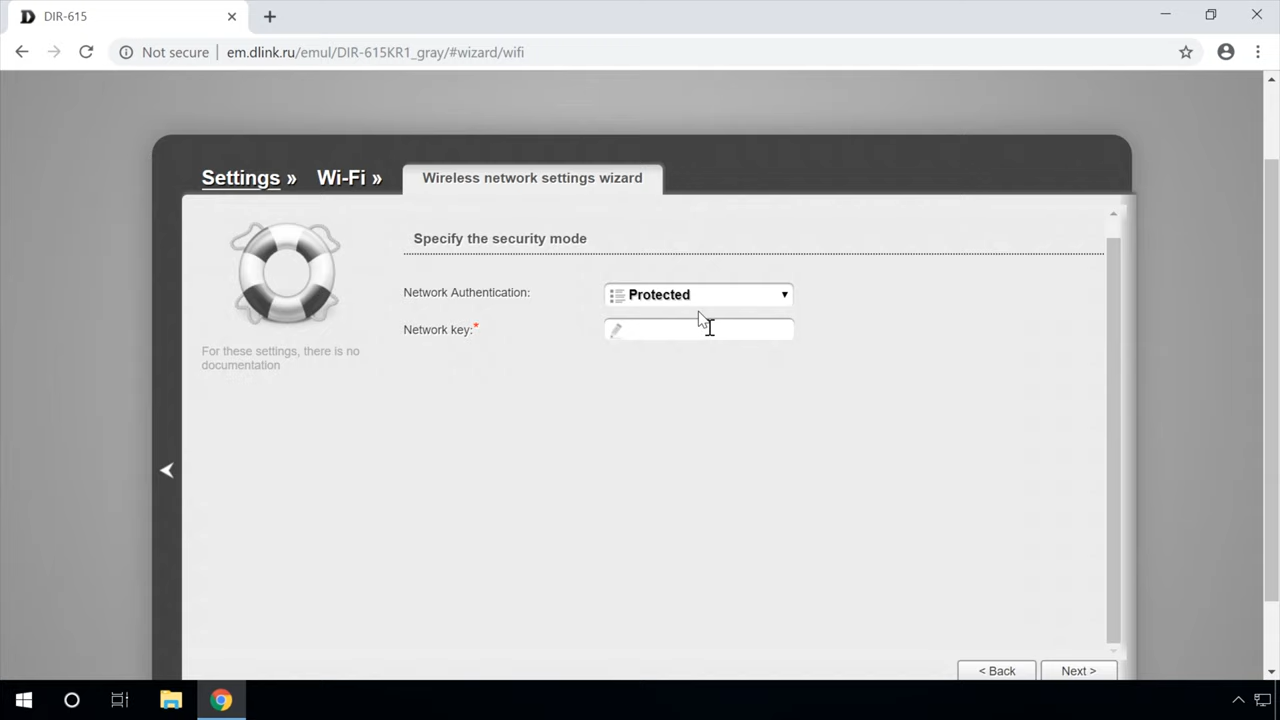 DIR-615
Not secure
em.dlink.ru/emul/DIR-615KR1_gray/#wizard/wifi
Settings » Wi-Fi » Wireless network settings wizard
Specify the security mode
Network Authentication: Protected
Network key:*
For these settings, there is no
documentation
< Back Next >